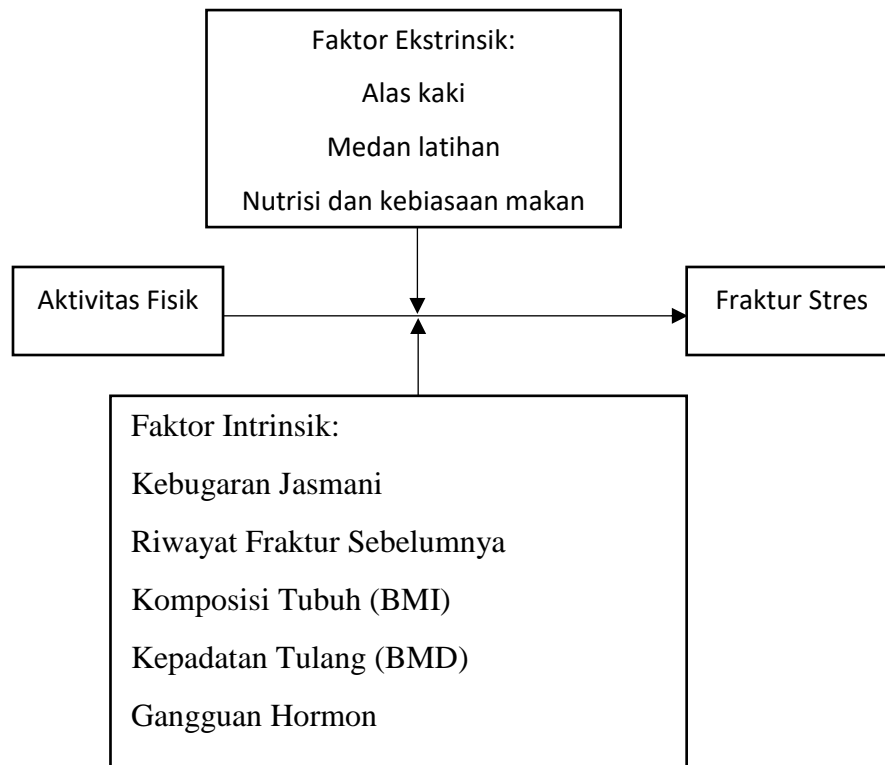 Faktor Ekstrinsik:
Alas kaki
Medan latihan
Nutrisi dan kebiasaan makan
Aktivitas Fisik
Fraktur Stres
Faktor Intrinsik:
Kebugaran Jasmani
Riwayat Fraktur Sebelumnya
Komposisi Tubuh (BMI)
Kepadatan Tulang (BMD)
Gangguan Hormon